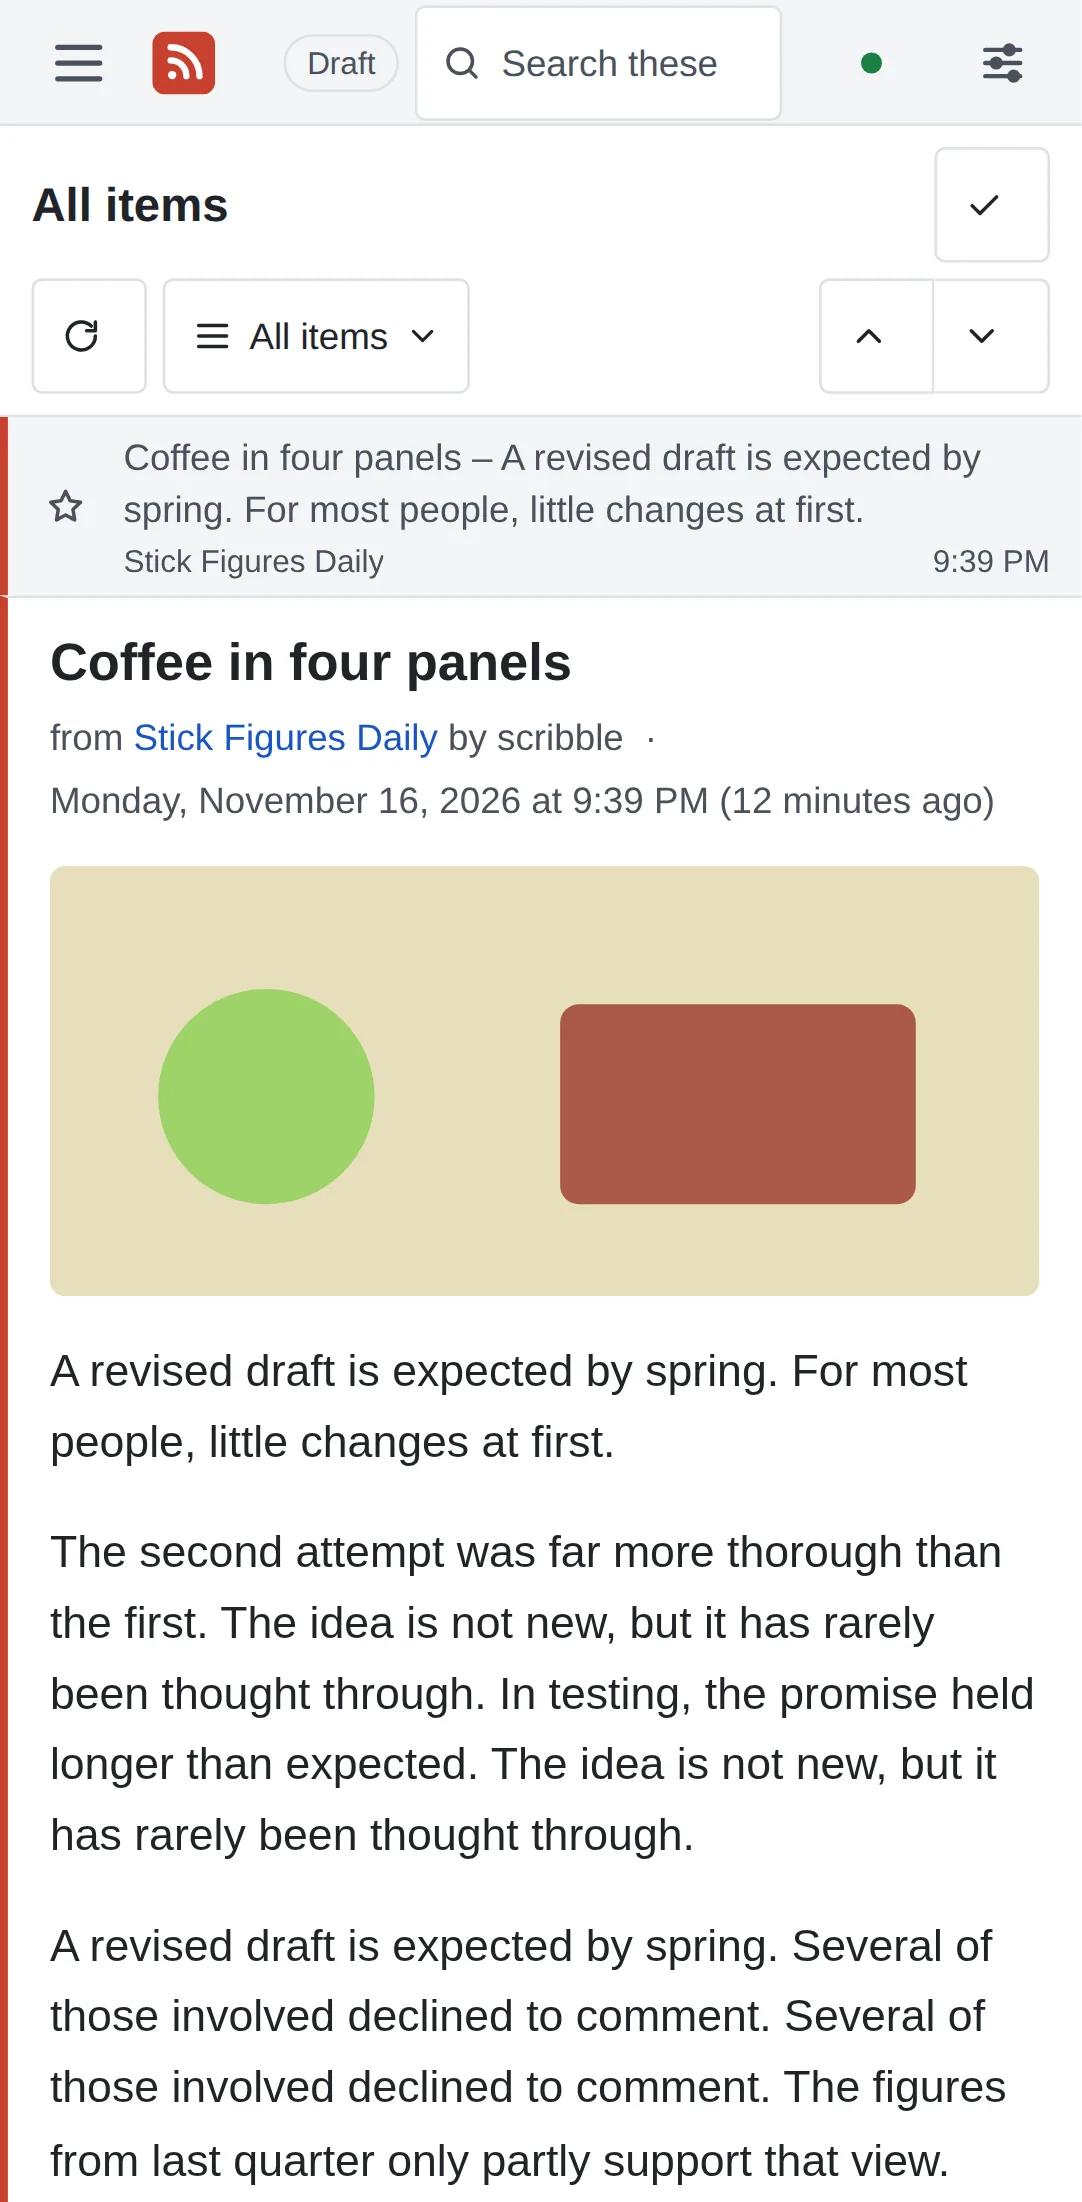 Draft
Search these
All items
All items
Coffee in four panels – A revised draft is expected by
spring. For most people, little changes at first.
Stick Figures Daily
9:39 PM
Coffee in four panels
from Stick Figures Daily by scribble ·
Monday, November 16, 2026 at 9:39 PM (12 minutes ago)
A revised draft is expected by spring. For most
people, little changes at first.
The second attempt was far more thorough than
the first. The idea is not new, but it has rarely
been thought through. In testing, the promise held
longer than expected. The idea is not new, but it
has rarely been thought through.
A revised draft is expected by spring. Several of
those involved declined to comment. Several of
those involved declined to comment. The figures
from last quarter only partly support that view.